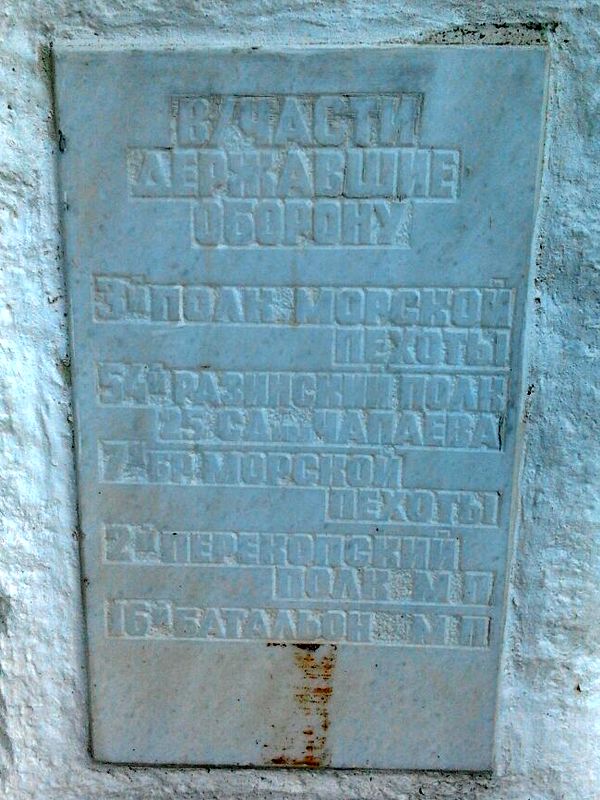 В/ЧАСТИ
ДЕРЖАВШИЕ
ОБОРОНУ
3й ПОЛК МОРСКОЙ
ПЕХОТЫ
54й РАЗИНСКИЙ ПОЛК
25 СД им ЧАПАЕВА
7я БР МОРСКОЙ
ПЕХОТЫ
2й ПЕРЕКОПСКИЙ
ПОЛК М П
16й БАТАЛЬОН М П